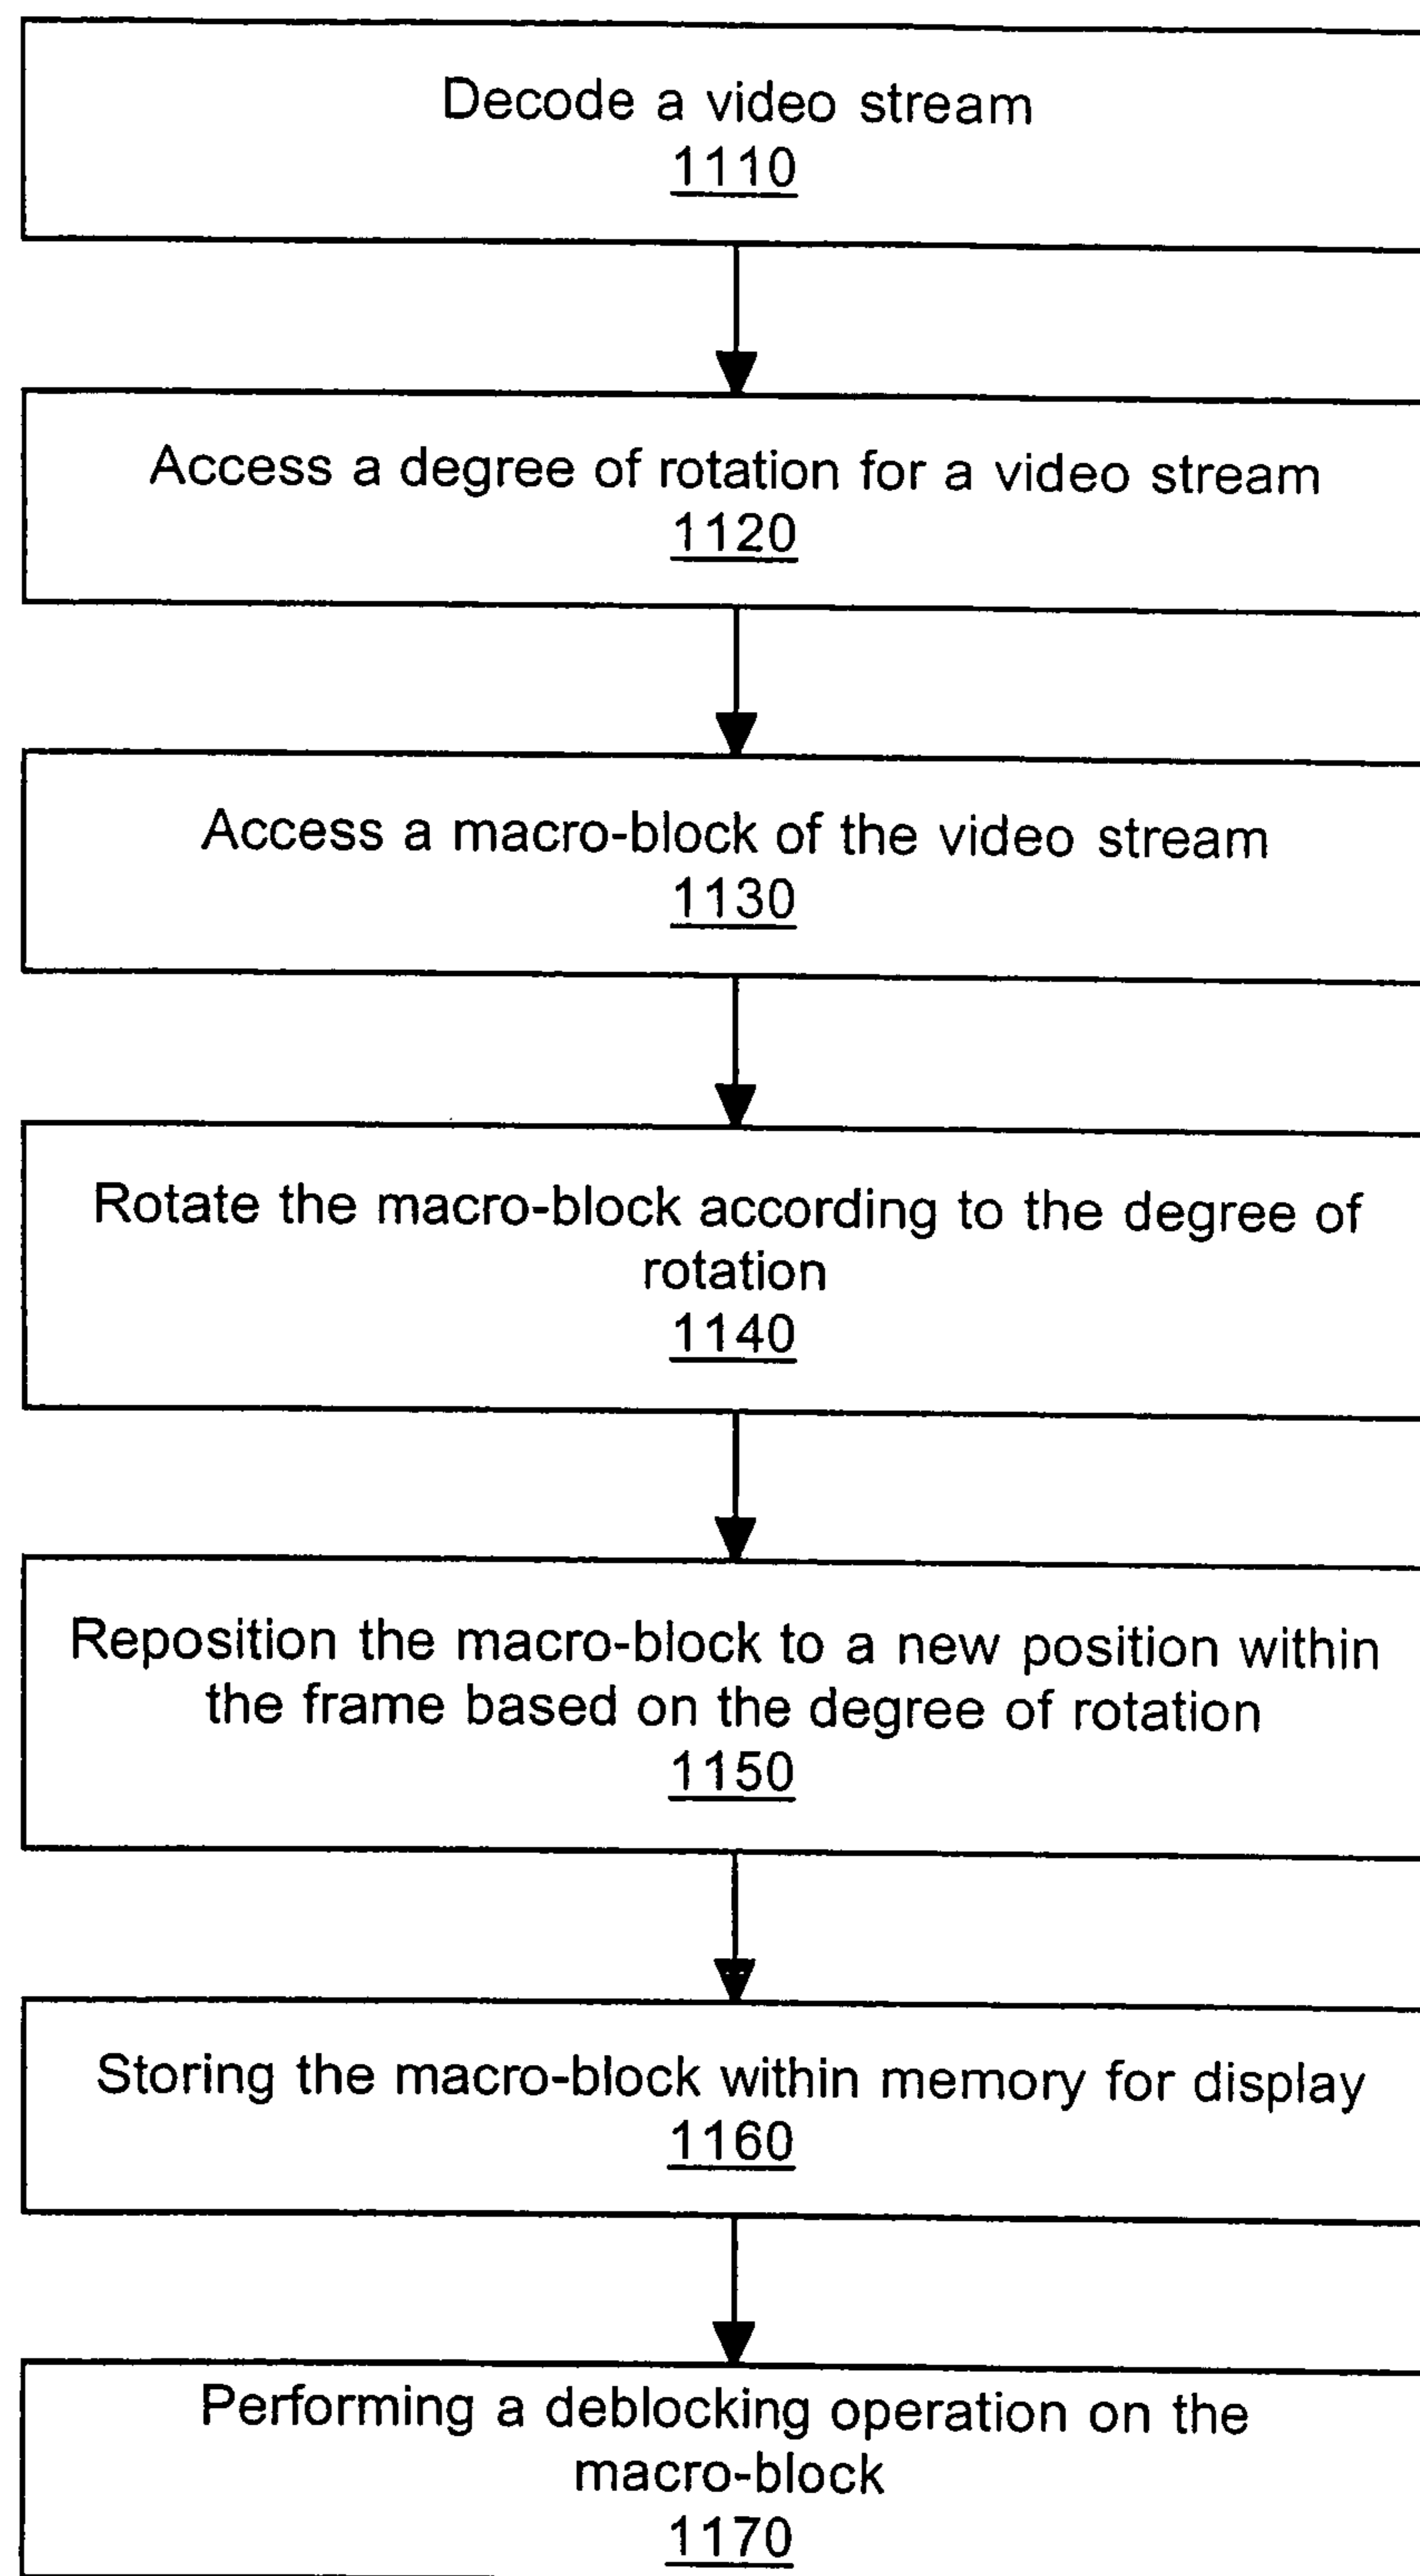 Decode a video stream
1110
Access a degree of rotation for a video stream
1120
Access a macro-block of the video stream
1130
Rotate the macro-block according to the degree of
rotation
1140
Reposition the macro-block to a new position within
the frame based on the degree of rotation
1150
Storing the macro-block within memory for display
1160
Performing a deblocking operation on the
macro-block
1170